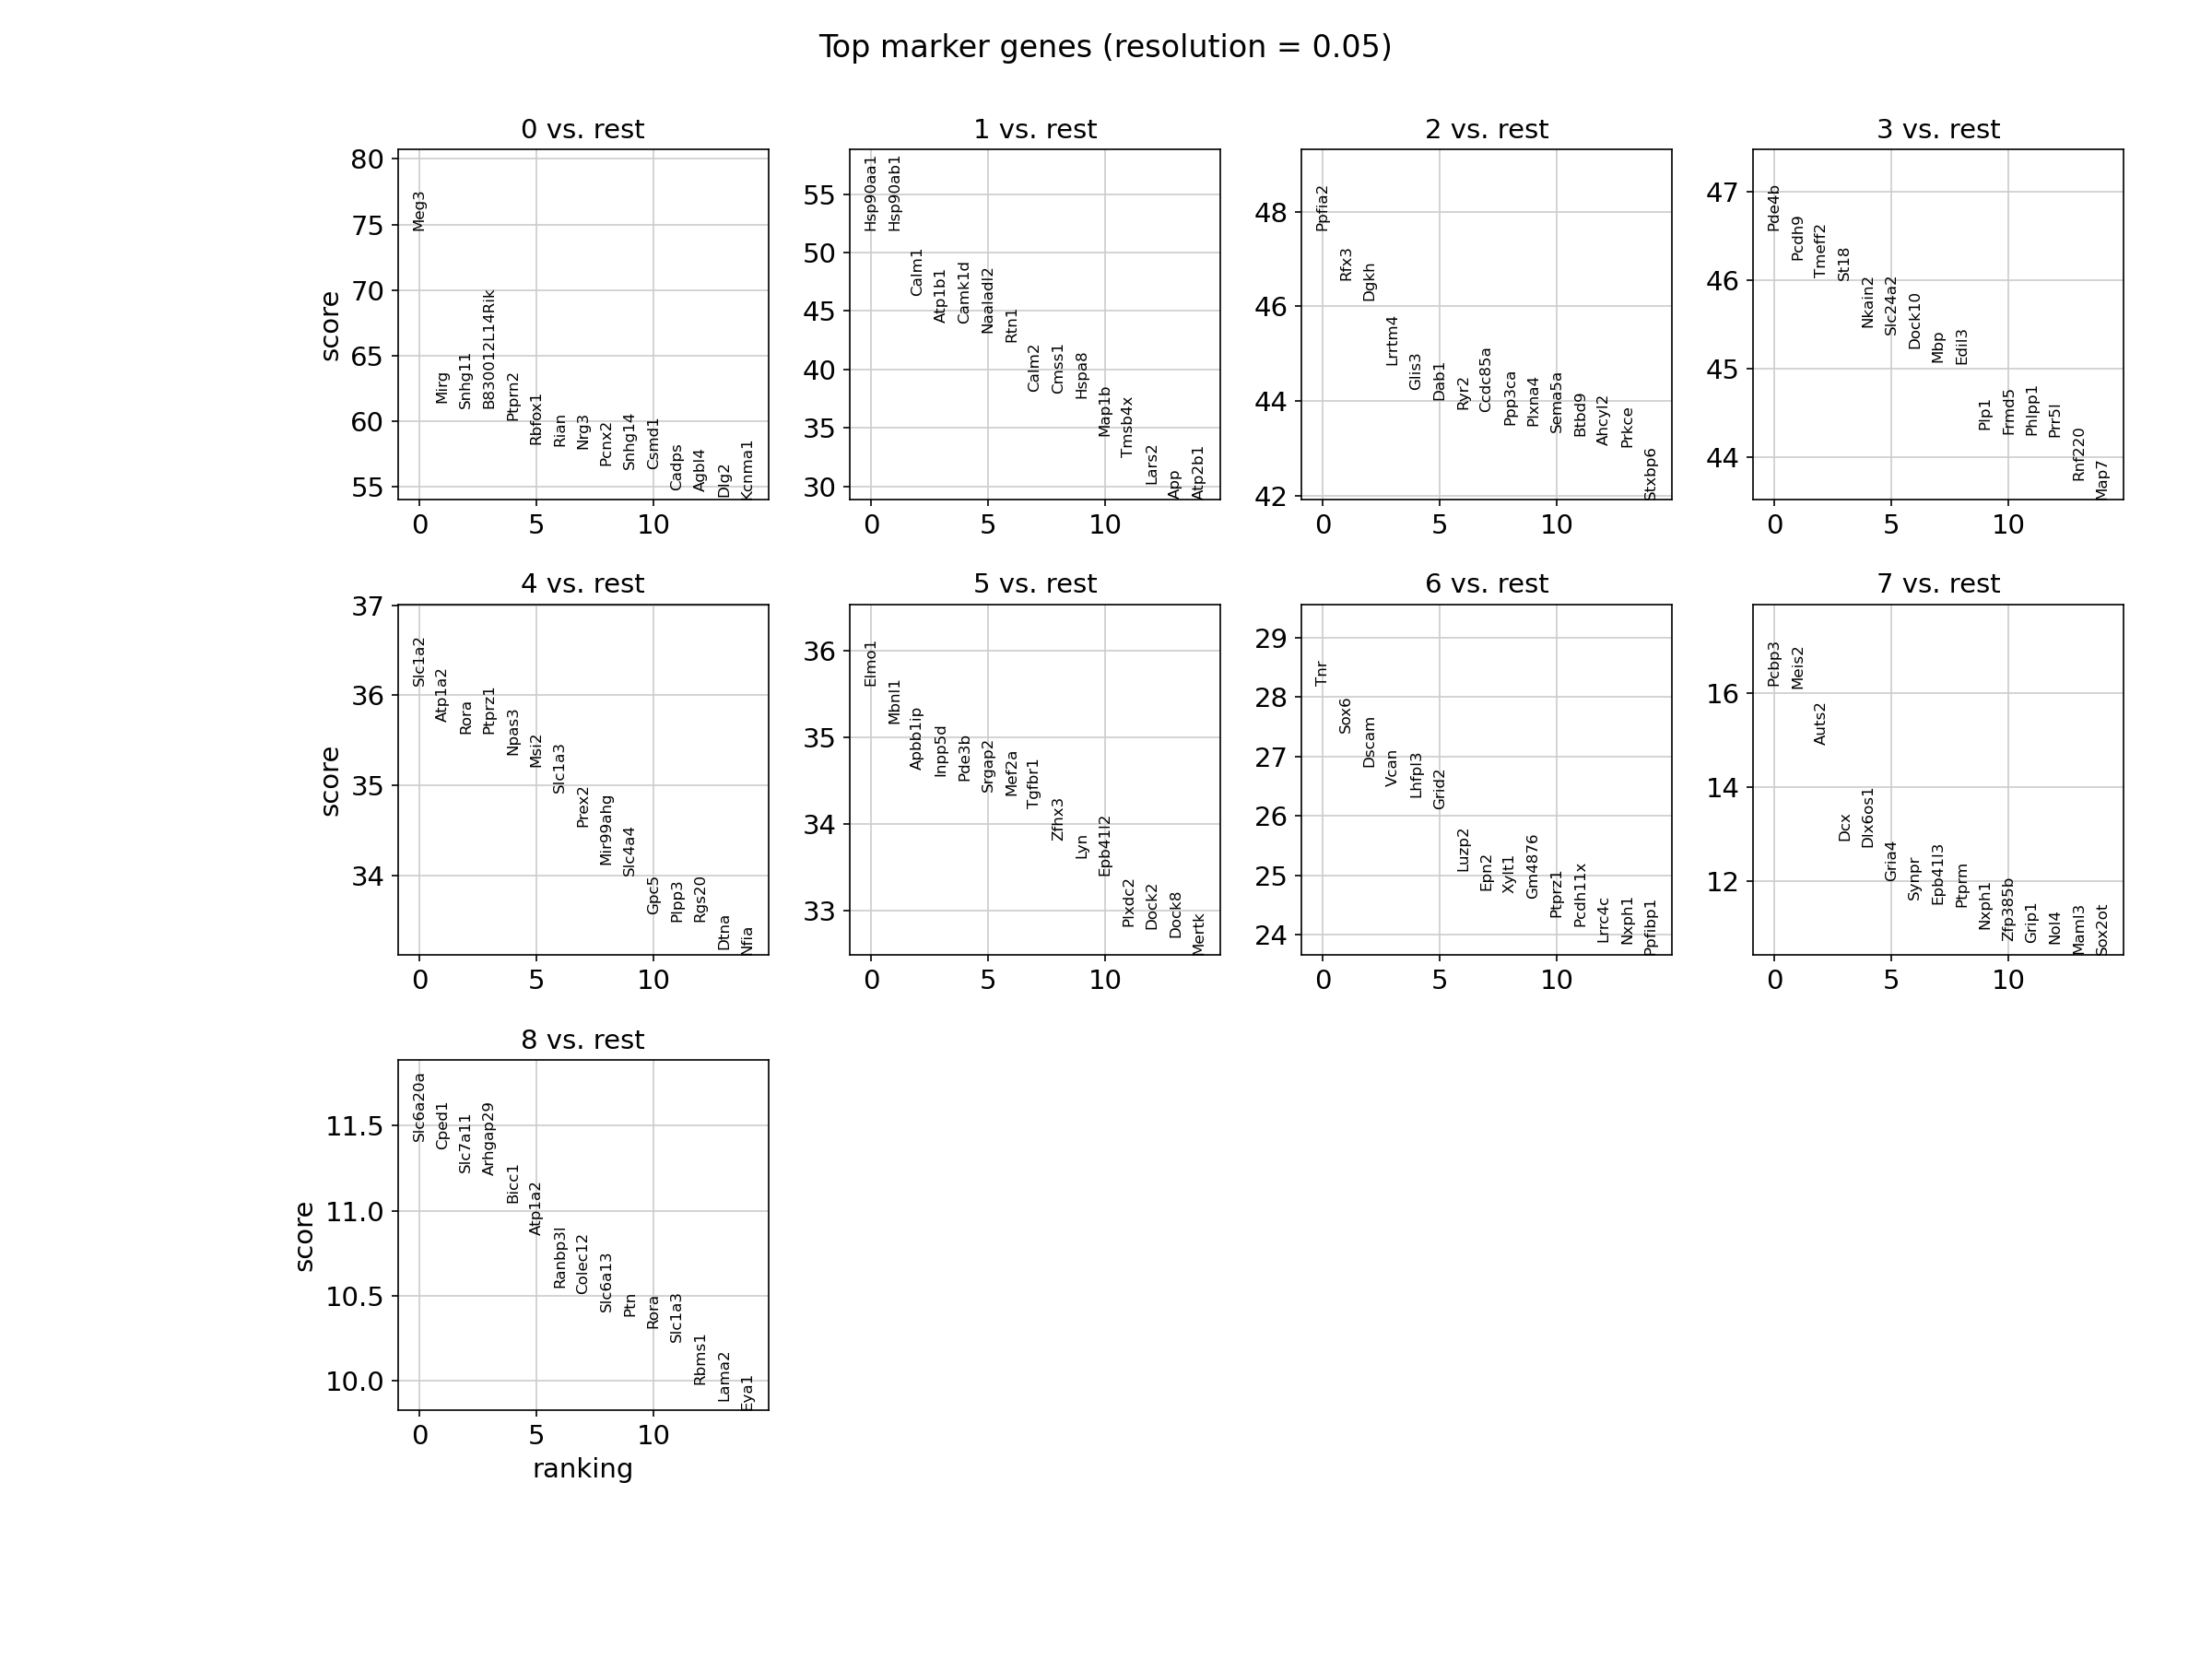 Top marker genes (resolution = 0.05)
0 vs. rest
score
80
75
70
65
60
55
Meg3
Mirg
Snhg11
B830012L14Rik
Ptprn2
Rbfox1
Rian
Nrg3
Pcnx2
Snhg14
Csmd1
Cadps
Agbl4
Dlg2
Kcnma1
0 5 10
1 vs. rest
55
50
45
40
35
30
Hsp90aa1
Hsp90ab1
Calm1
Atp1b1
Camk1d
Naaladl2
Rtn1
Calm2
Cmss1
Hspa8
Map1b
Tmsb4x
Lars2
App
Atp2b1
0 5 10
2 vs. rest
48
46
44
42
Ppfia2
Rfx3
Dgkh
Lrrtm4
Glis3
Dab1
Ryr2
Ccdc85a
Ppp3ca
Plxna4
Sema5a
Btbd9
Ahcyl2
Prkce
Stxbp6
0 5 10
3 vs. rest
47
46
45
44
Pde4b
Pcdh9
Tmeff2
St18
Nkain2
Slc24a2
Dock10
Mbp
Edil3
Plp1
Frmd5
Phlpp1
Prr5l
Rnf220
Map7
0 5 10
4 vs. rest
score
37
36
35
34
Slc1a2
Atp1a2
Rora
Ptprz1
Npas3
Msi2
Slc1a3
Prex2
Mir99ahg
Slc4a4
Gpc5
Plpp3
Rgs20
Dtna
Nfia
0 5 10
5 vs. rest
36
35
34
33
Elmo1
Mbnl1
Apbb1ip
Inpp5d
Pde3b
Srgap2
Mef2a
Tgfbr1
Zfhx3
Lyn
Epb41l2
Plxdc2
Dock2
Dock8
Mertk
0 5 10
6 vs. rest
29
28
27
26
25
24
Tnr
Sox6
Dscam
Vcan
Lhfpl3
Grid2
Luzp2
Epn2
Xylt1
Gm4876
Ptprz1
Pcdh11x
Lrrc4c
Nxph1
Ppfibp1
0 5 10
7 vs. rest
16
14
12
Pcbp3
Meis2
Auts2
Dcx
Dlx6os1
Gria4
Synpr
Epb41l3
Ptprm
Nxph1
Zfp385b
Grip1
Nol4
Maml3
Sox2ot
0 5 10
8 vs. rest
score
11.5
11.0
10.5
10.0
Slc6a20a
Cped1
Slc7a11
Arhgap29
Bicc1
Atp1a2
Ranbp3l
Colec12
Slc6a13
Ptn
Rora
Slc1a3
Rbms1
Lama2
Eya1
0 5 10
ranking